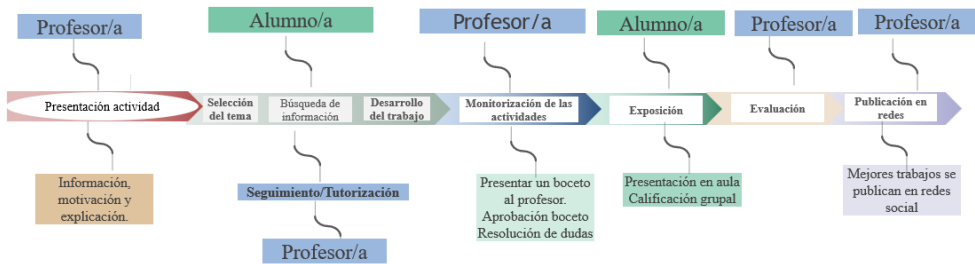 Profesor/a
Alumno/a
Profesor/a
Alumno/a
Profesor/a
Profesor/a
Presentación actividad
Selección
del tema
Búsqueda de
información
Desarrollo
del trabajo
Monitorización de las
actividades
Exposición
Evaluación
Publicación en
redes
Información,
motivación y
explicación.
Seguimiento/Tutorización
Profesor/a
Presentar un boceto
al profesor.
Aprobación boceto
Resolución de dudas
Presentación en aula
Calificación grupal
Mejores trabajos se
publican en redes
social